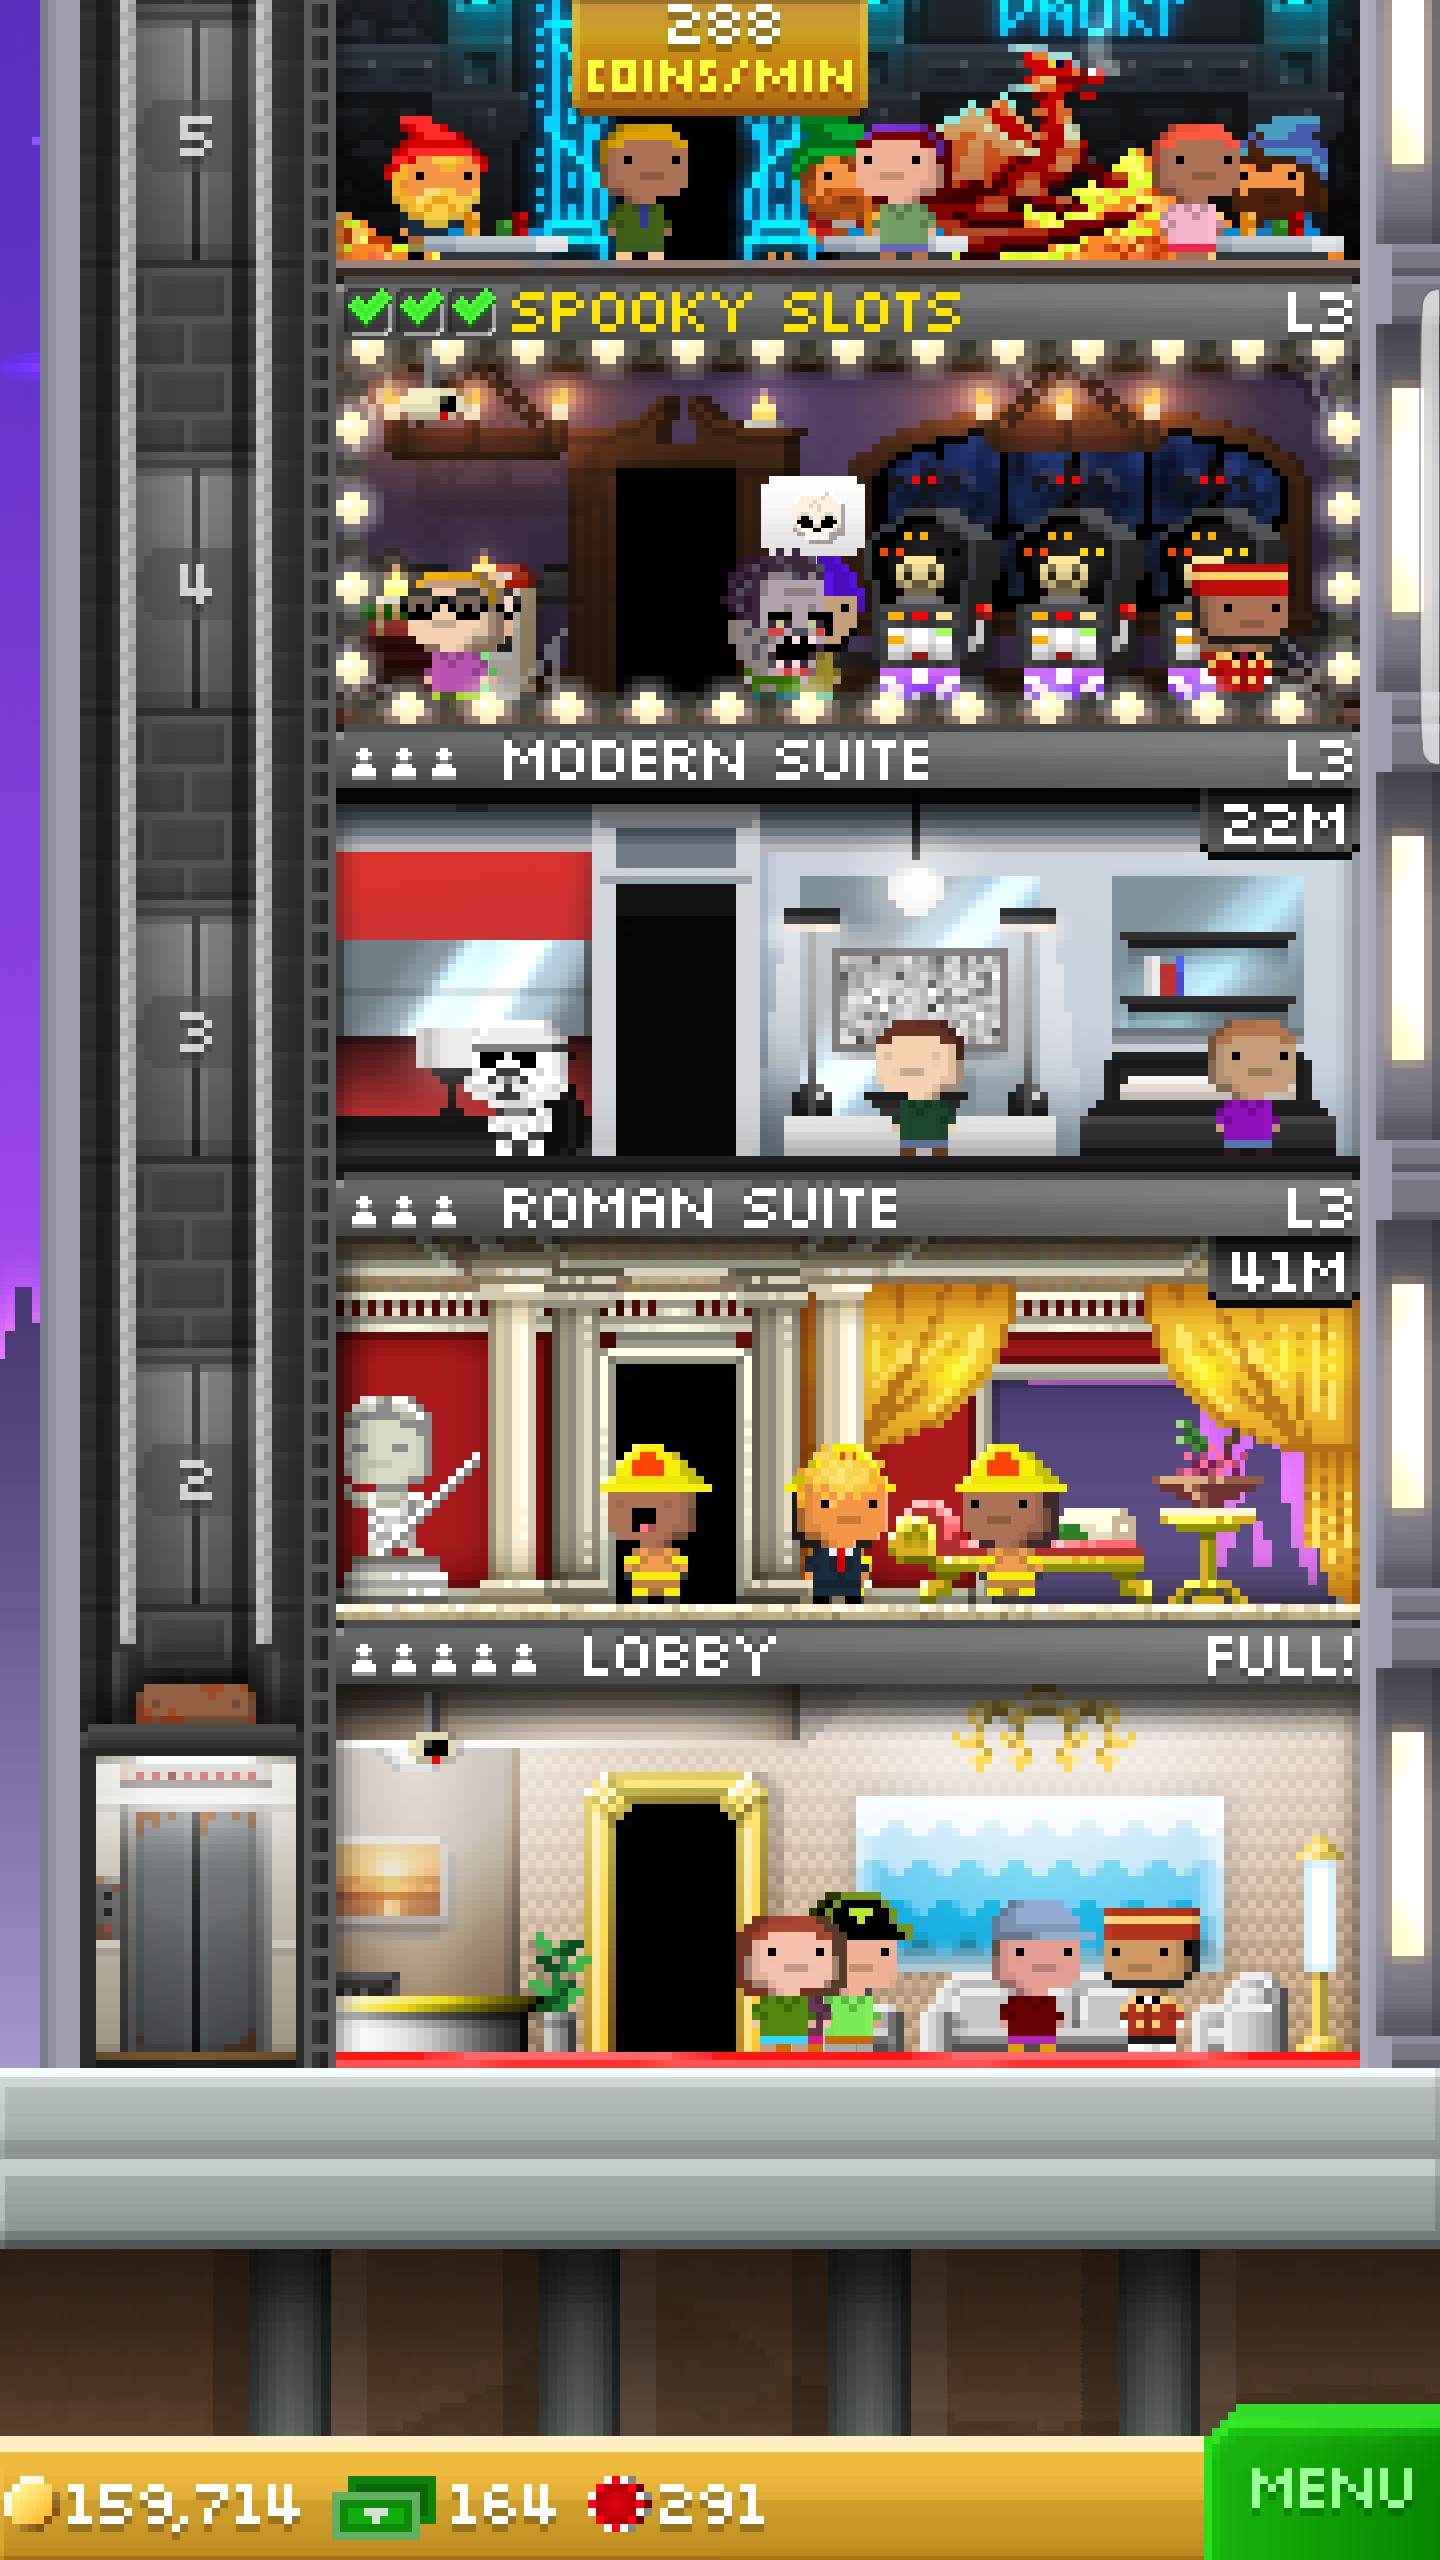 288
COINS/MIN
5
SPOOKY SLOTS L3
4
MODERN SUITE L3
22M
3
ROMAN SUITE L3
41M
2
LOBBY FULL!
159,714 164 291
MENU